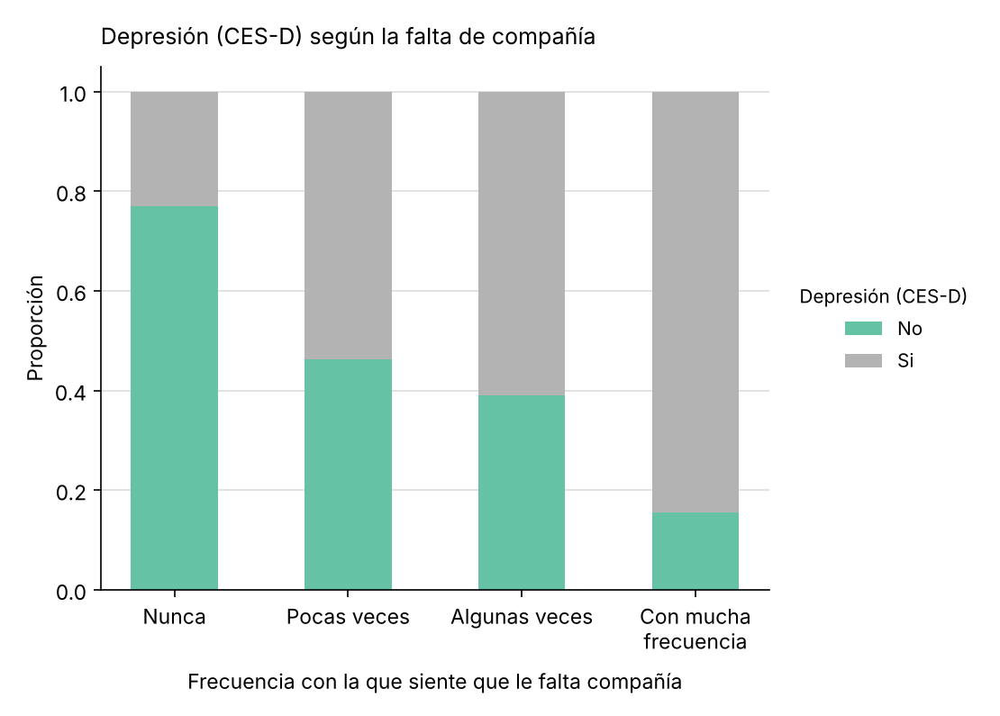 Depresión (CES-D) según la falta de compañía
1.0
0.8
0.6
0.4
0.2
0.0
Proporción
Nunca
Pocas veces
Algunas veces
Con mucha
frecuencia
Frecuencia con la que siente que le falta compañía
Depresión (CES-D)
No
Si